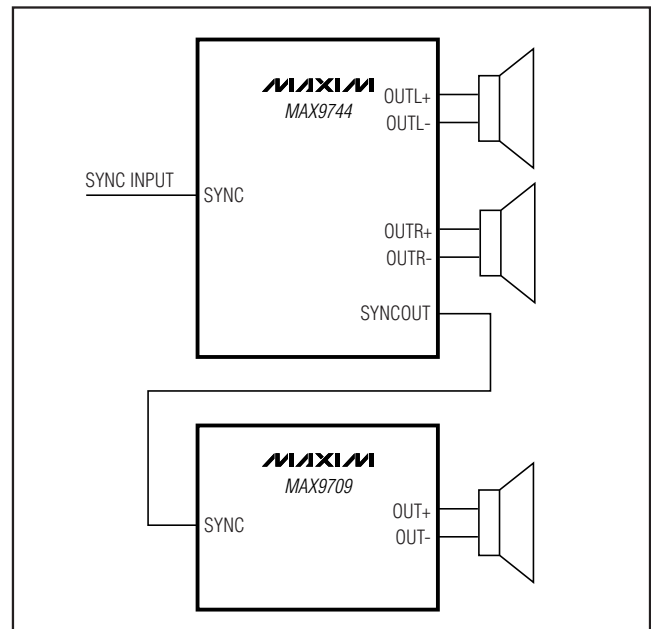 MAXIM
MAX9744
OUTL+
OUTL-
SYNC INPUT
SYNC
OUTR+
OUTR-
SYNCOUT
MAXIM
MAX9709
OUT+
SYNC
OUT-